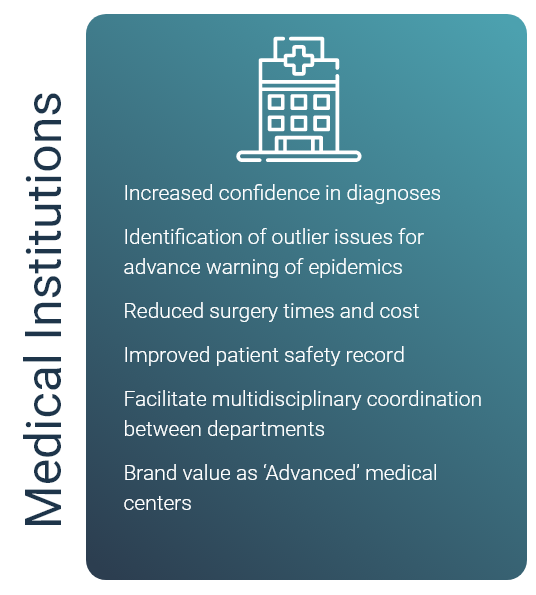 Medical Institutions
Increased confidence in diagnoses
Identification of outlier issues for
advance warning of epidemics
Reduced surgery times and cost
Improved patient safety record
Facilitate multidisciplinary coordination
between departments
Brand value as ‘Advanced’ medical
centers